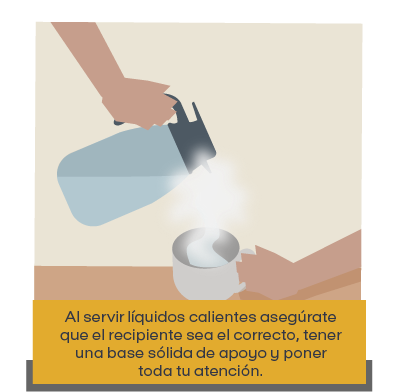 Al servir líquidos calientes asegúrate
que el recipiente sea el correcto, tener
una base sólida de apoyo y poner
toda tu atención.